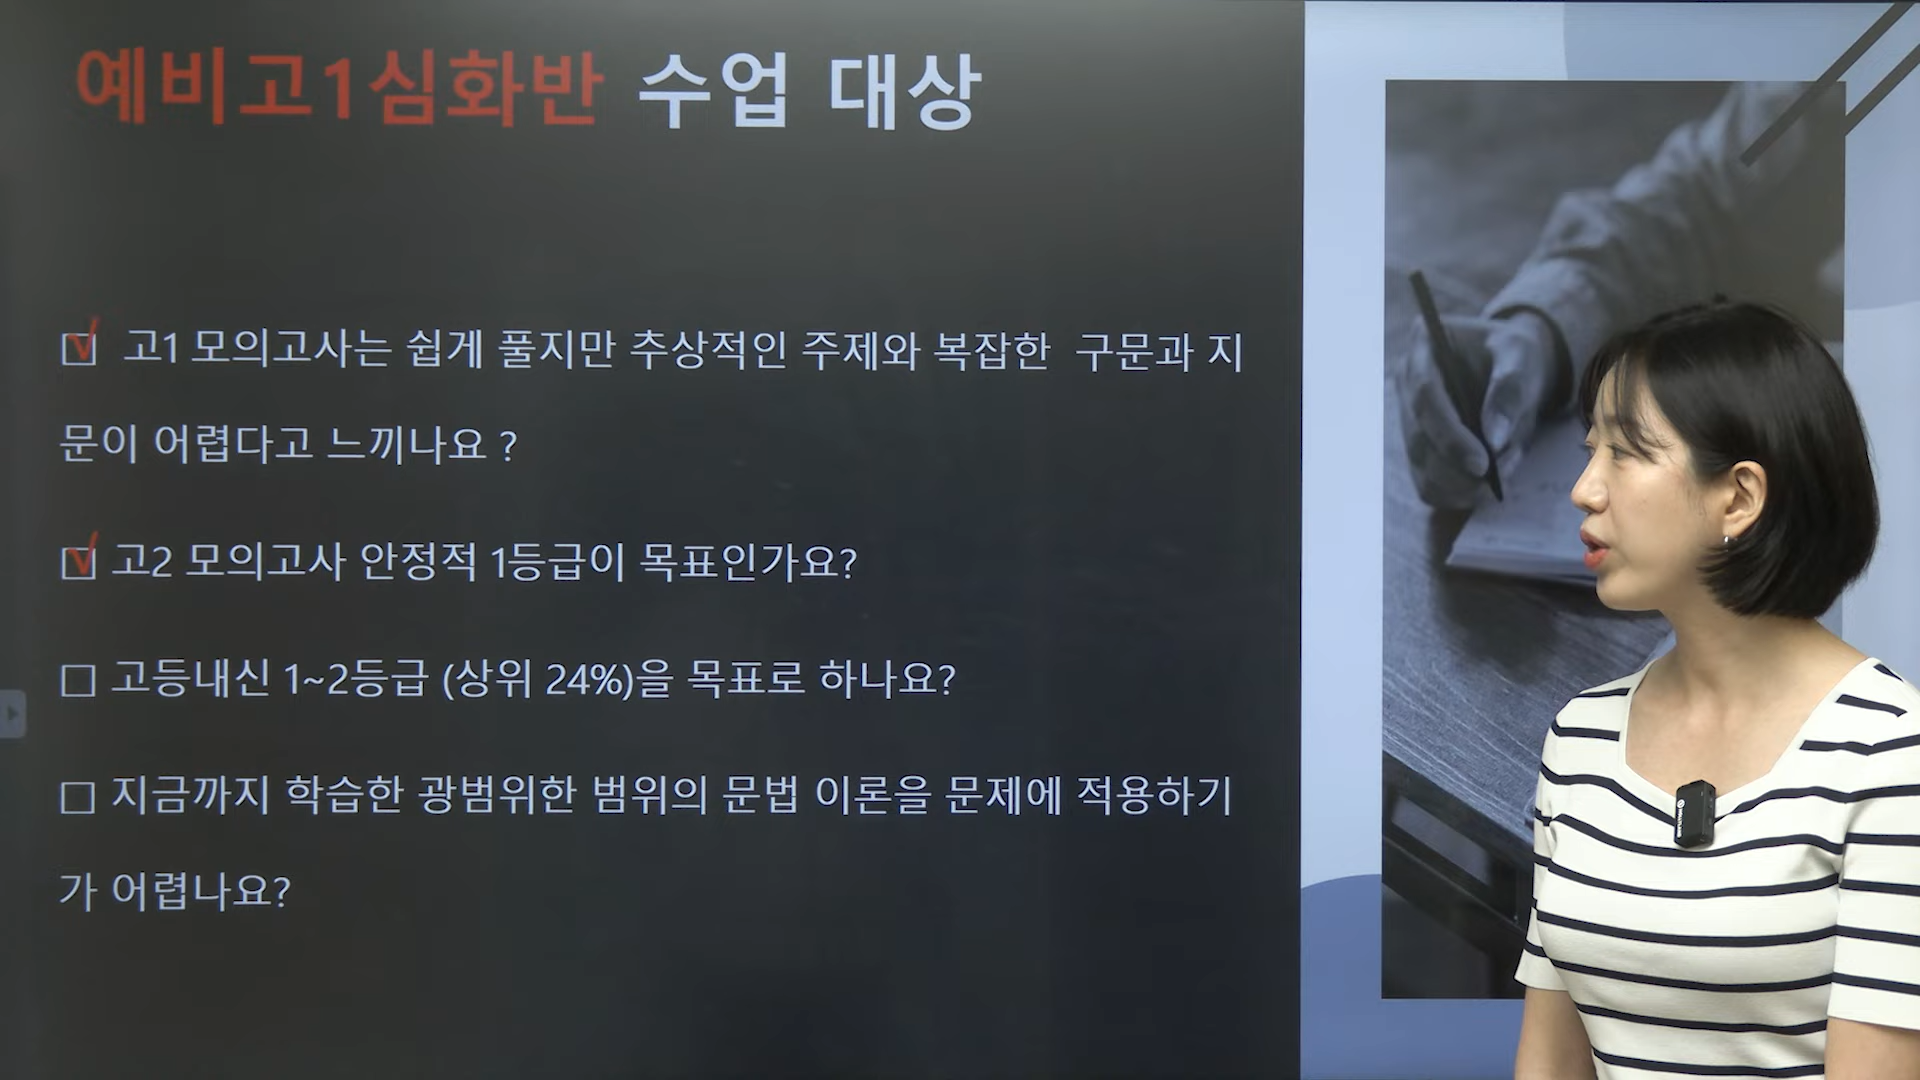 예비고1심화반 수업 대상
고1 모의고사는 쉽게 풀지만 추상적인 주제와 복잡한 구문과 지
문이 어렵다고 느끼나요 ?
고2 모의고사 안정적 1등급이 목표인가요?
고등내신 1~2등급 (상위 24%)을 목표로 하나요?
지금까지 학습한 광범위한 범위의 문법 이론을 문제에 적용하기
가 어렵나요?